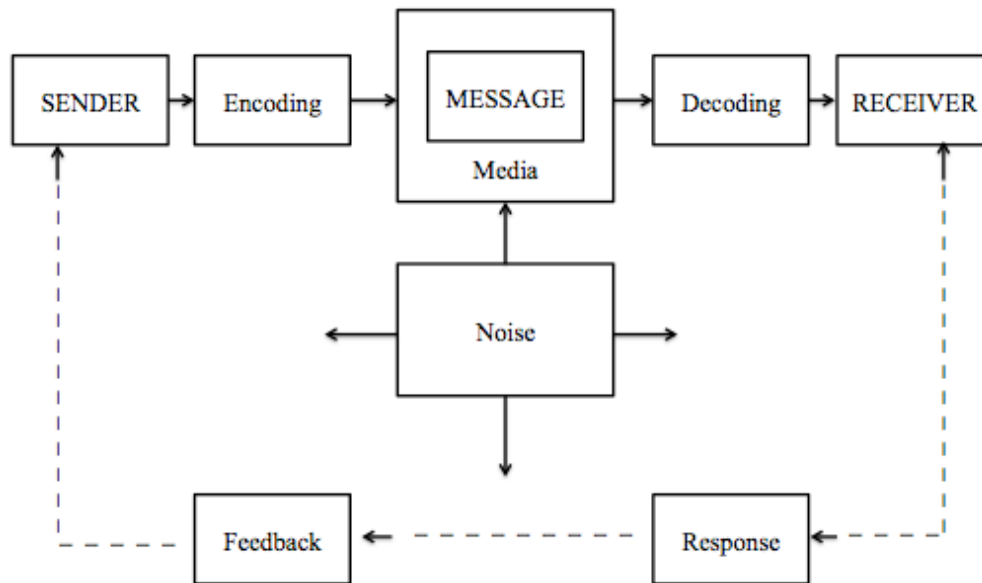 SENDER
Encoding
MESSAGE
Media
Decoding
RECEIVER
Noise
Feedback
Response